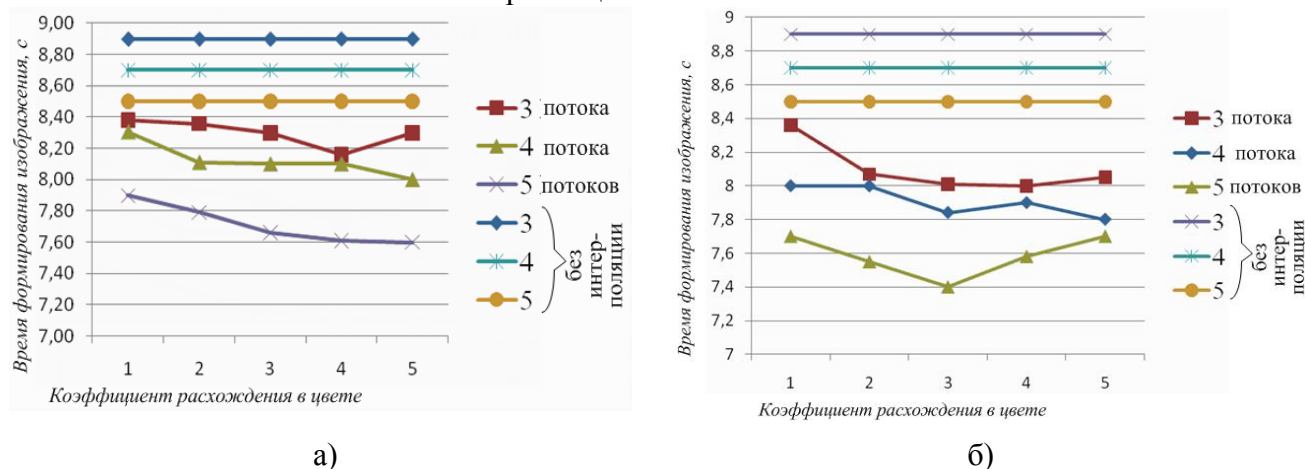 9,00
8,80
8,60
8,40
8,20
8,00
7,80
7,60
7,40
7,20
7,00
Время формирования изображения, с
1 2 3 4 5
Коэффициент расхождения в цвете
3 потока
4 потока
5 потоков
3
4
5
без
интер-
поляции
а)
9
8,8
8,6
8,4
8,2
8
7,8
7,6
7,4
7,2
7
Время формирования изображения, с
1 2 3 4 5
Коэффициент расхождения в цвете
3 потока
4 потока
5 потоков
3
4
5
без
интер-
поляции
б)